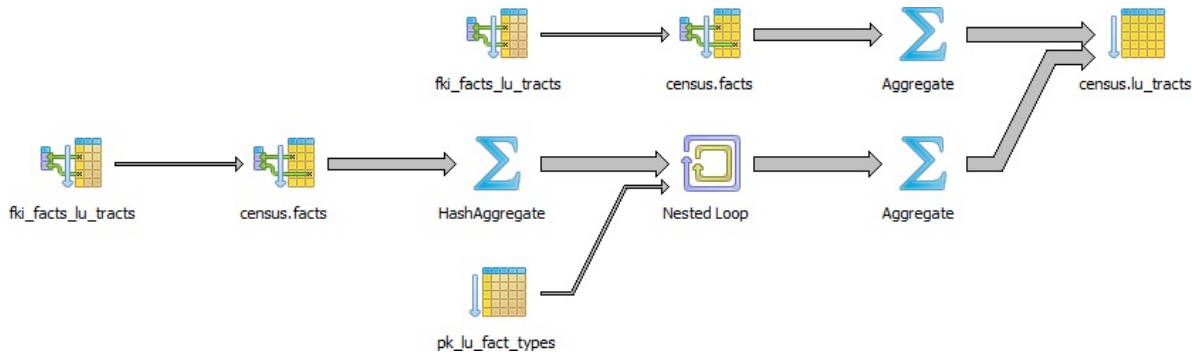 fki_facts_lu_tracts
census.facts
Aggregate
census.lu_tracts
fki_facts_lu_tracts
census.facts
HashAggregate
Nested Loop
Aggregate
pk_lu_fact_types